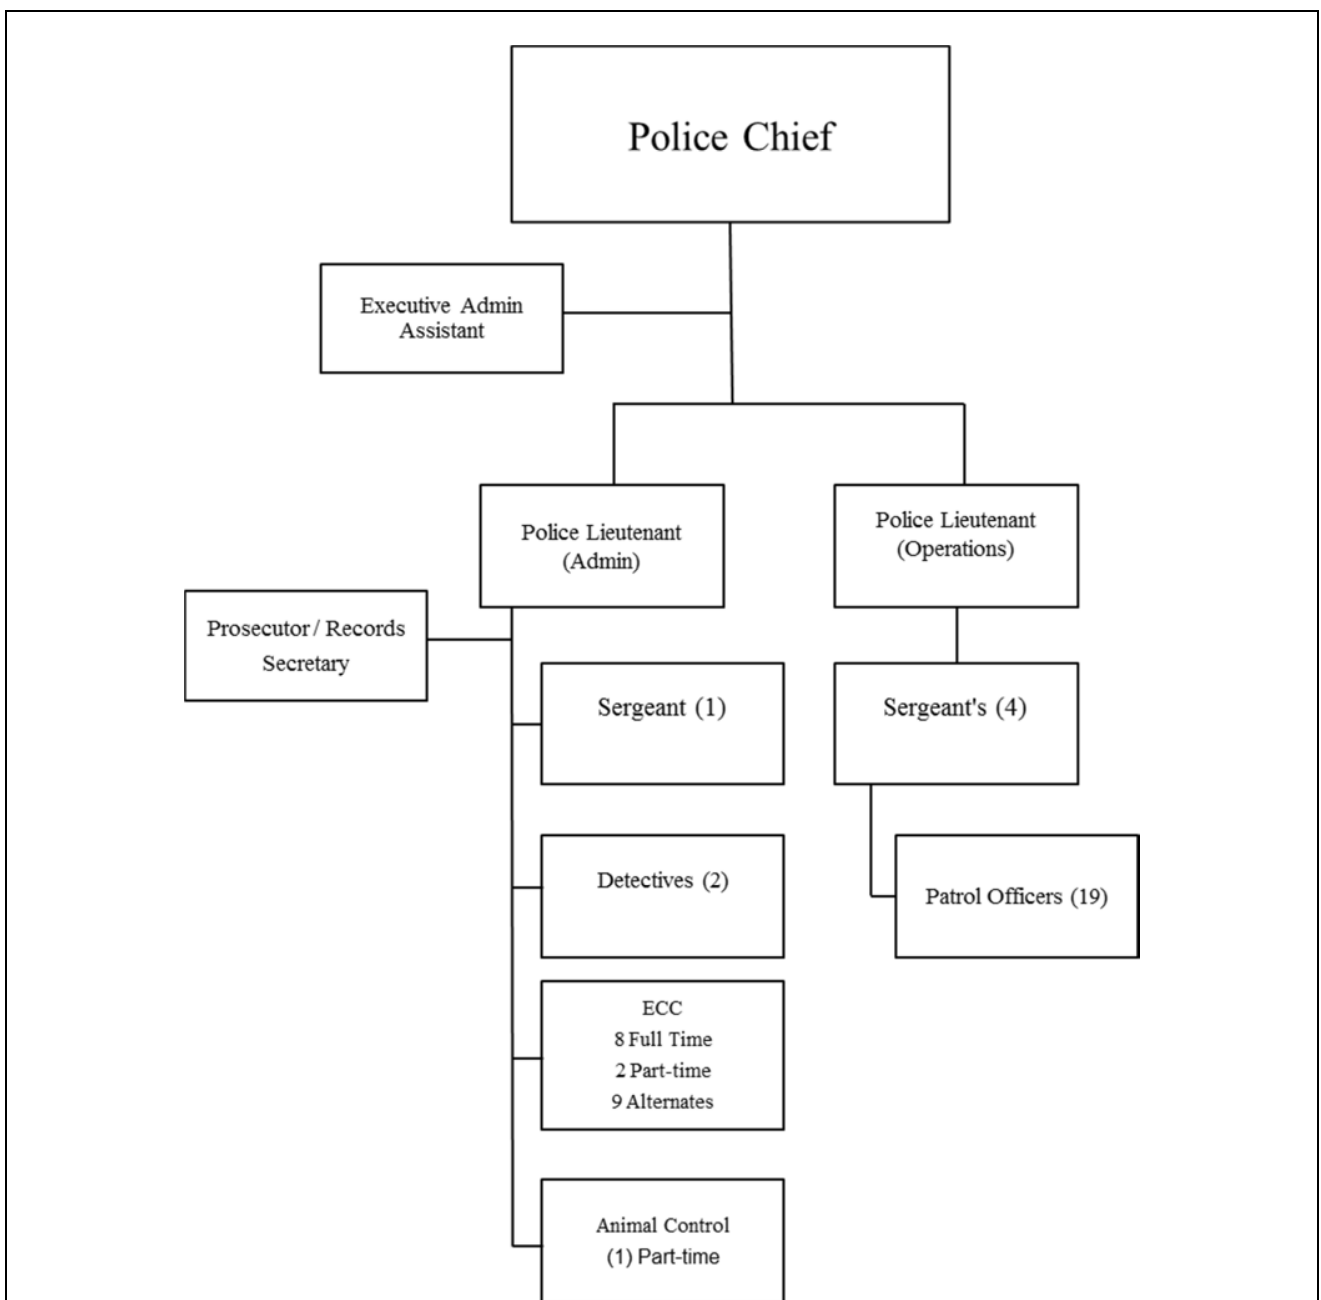 Police Chief
Executive Admin
Assistant
Police Lieutenant
(Admin)
Police Lieutenant
(Operations)
Prosecutor / Records
Secretary
Sergeant (1)
Sergeant's (4)
Detectives (2)
Patrol Officers (19)
ECC
8 Full Time
2 Part-time
9 Alternates
Animal Control
(1) Part-time